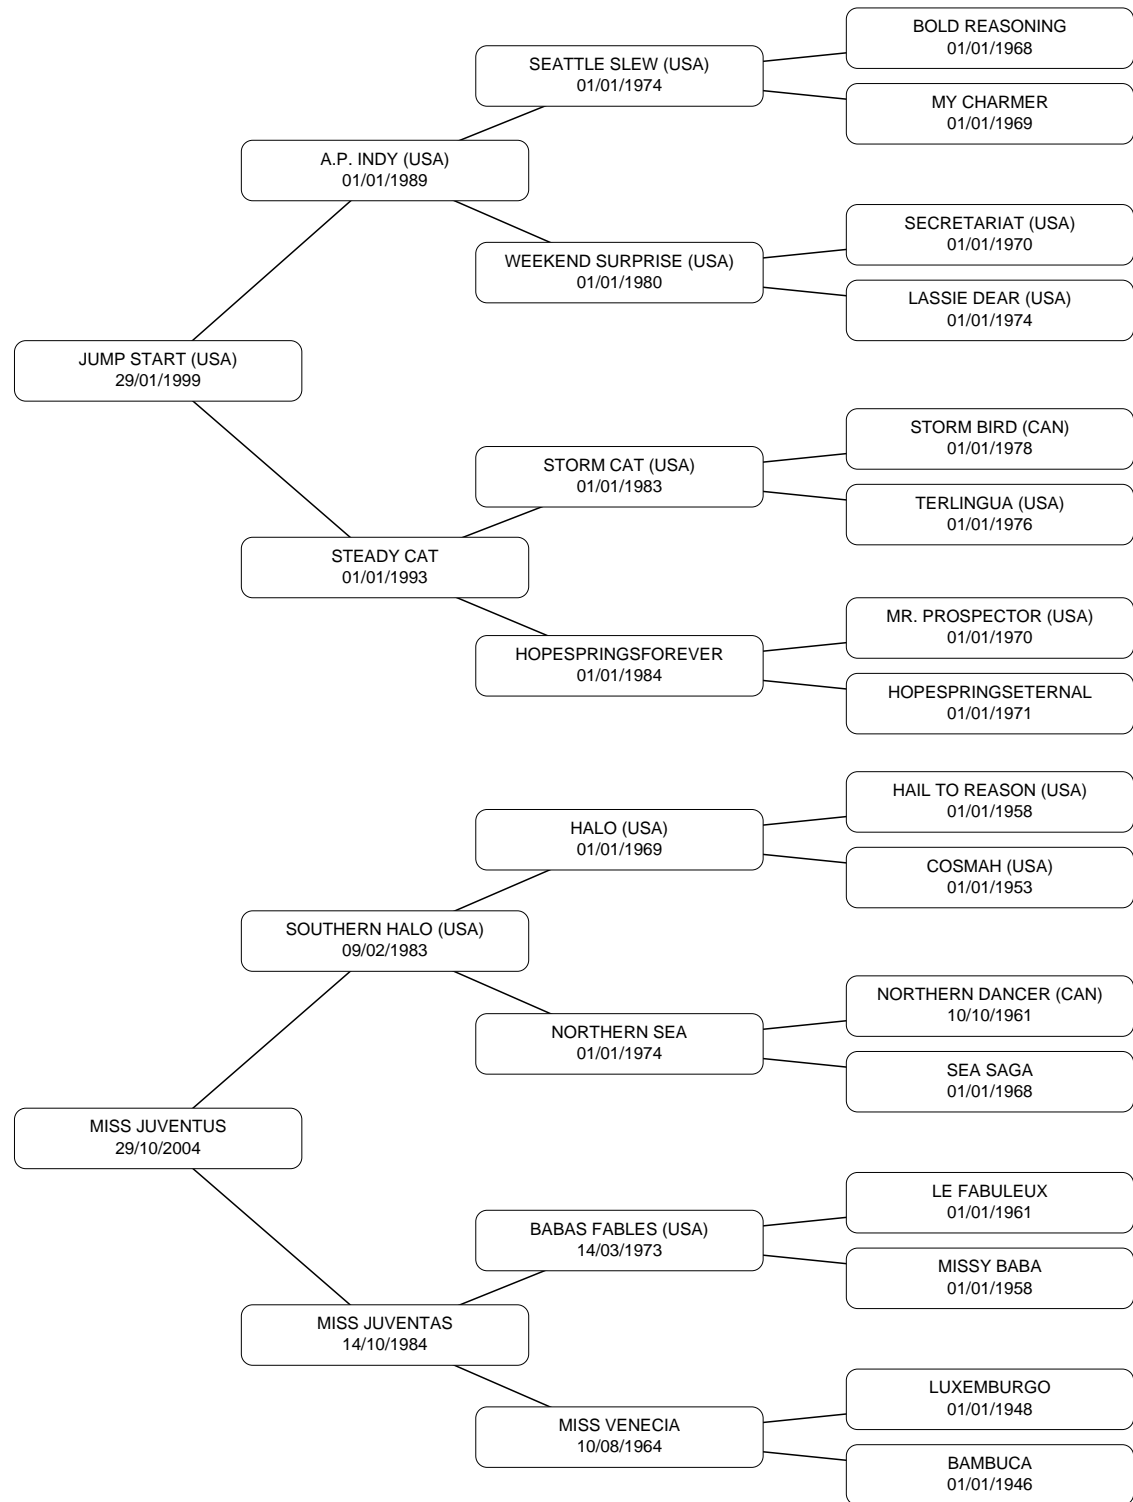 BOLD REASONING
01/01/1968
SEATTLE SLEW (USA)
01/01/1974
MY CHARMER
01/01/1969
A.P. INDY (USA)
01/01/1989
SECRETARIAT (USA)
01/01/1970
WEEKEND SURPRISE (USA)
01/01/1980
LASSIE DEAR (USA)
01/01/1974
JUMP START (USA)
29/01/1999
STORM BIRD (CAN)
01/01/1978
STORM CAT (USA)
01/01/1983
TERLINGUA (USA)
01/01/1976
STEADY CAT
01/01/1993
MR. PROSPECTOR (USA)
01/01/1970
HOPESPRINGSFOREVER
01/01/1984
HOPESPRINGSETERNAL
01/01/1971
HAIL TO REASON (USA)
01/01/1958
HALO (USA)
01/01/1969
COSMAH (USA)
01/01/1953
SOUTHERN HALO (USA)
09/02/1983
NORTHERN DANCER (CAN)
10/10/1961
NORTHERN SEA
01/01/1974
SEA SAGA
01/01/1968
MISS JUVENTUS
29/10/2004
LE FABULEUX
01/01/1961
BABAS FABLES (USA)
14/03/1973
MISSY BABA
01/01/1958
MISS JUVENTAS
14/10/1984
LUXEMBURGO
01/01/1948
MISS VENECIA
10/08/1964
BAMBUCA
01/01/1946